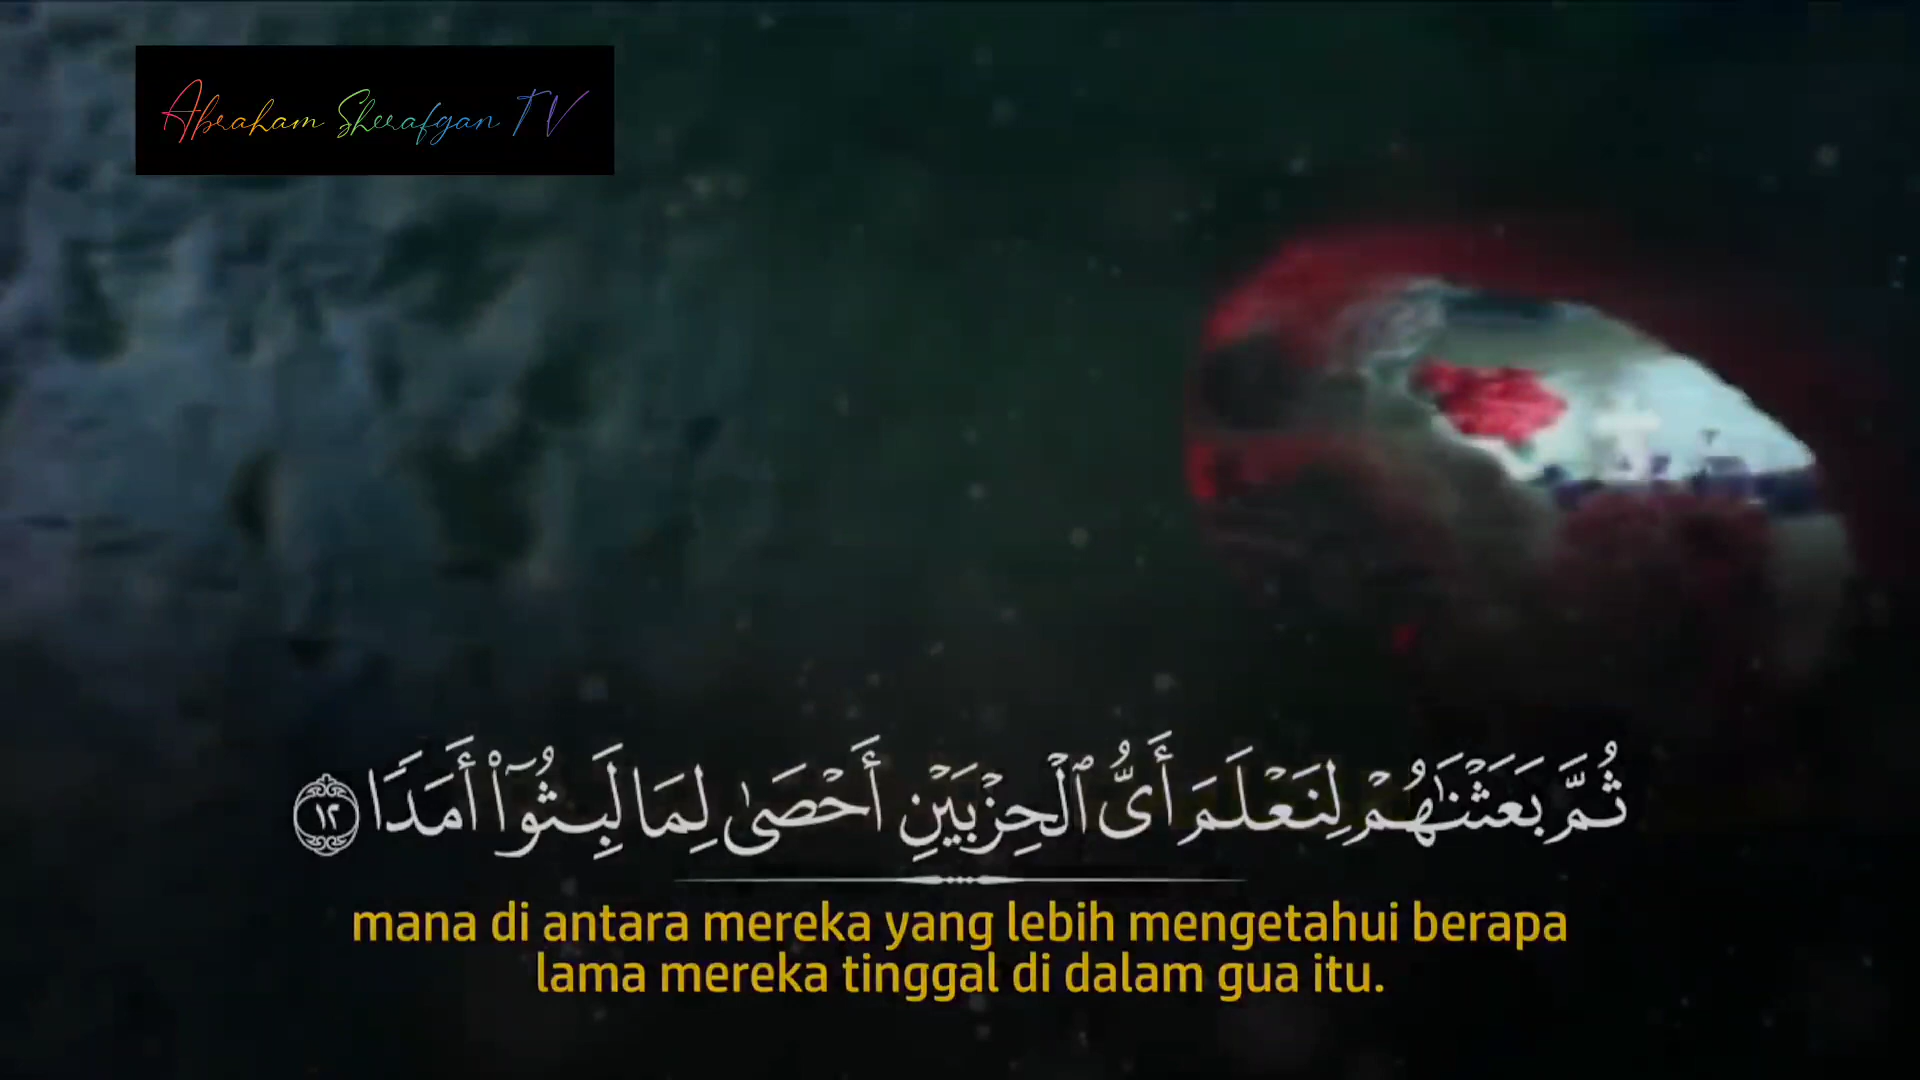 Abraham Sherafgan TV
ثُمَّ بَعَثْنَٰهُمْ لِنَعْلَمَ أَىُّ ٱلْحِزْبَيْنِ أَحْصَىٰ لِمَا لَبِثُوٓا۟ أَمَدًا ١٢
mana di antara mereka yang lebih mengetahui berapa
lama mereka tinggal di dalam gua itu.